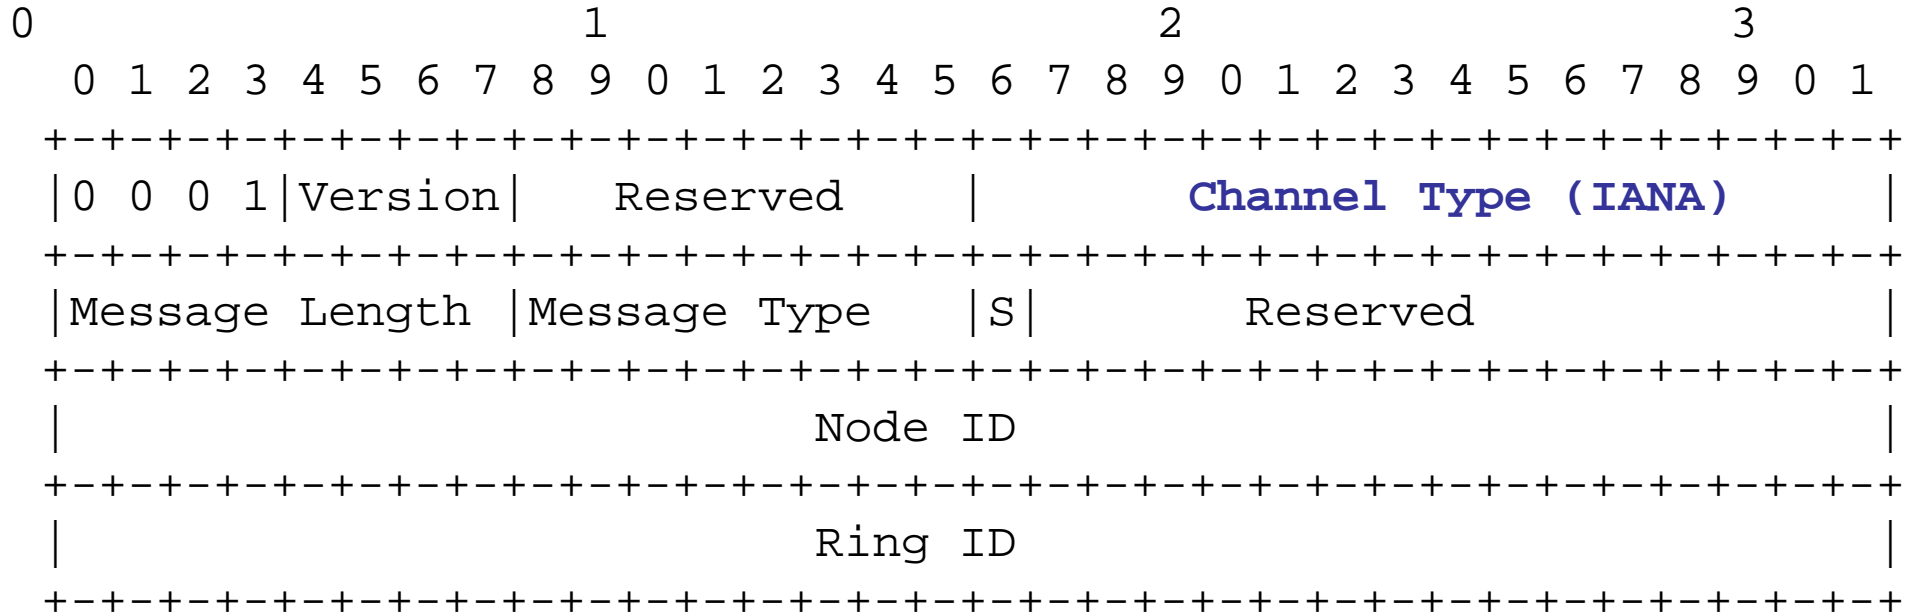 0                   1                   2                   3
 0 1 2 3 4 5 6 7 8 9 0 1 2 3 4 5 6 7 8 9 0 1 2 3 4 5 6 7 8 9 0 1
+-+-+-+-+-+-+-+-+-+-+-+-+-+-+-+-+-+-+-+-+-+-+-+-+-+-+-+-+-+-+-+-+
|0 0 0 1|Version|   Reserved    |       Channel Type (IANA)     |
+-+-+-+-+-+-+-+-+-+-+-+-+-+-+-+-+-+-+-+-+-+-+-+-+-+-+-+-+-+-+-+-+
|Message Length |Message Type   |S|       Reserved              |
+-+-+-+-+-+-+-+-+-+-+-+-+-+-+-+-+-+-+-+-+-+-+-+-+-+-+-+-+-+-+-+-+
|                          Node ID                              |
+-+-+-+-+-+-+-+-+-+-+-+-+-+-+-+-+-+-+-+-+-+-+-+-+-+-+-+-+-+-+-+-+
|                          Ring ID                              |
+-+-+-+-+-+-+-+-+-+-+-+-+-+-+-+-+-+-+-+-+-+-+-+-+-+-+-+-+-+-+-+-+